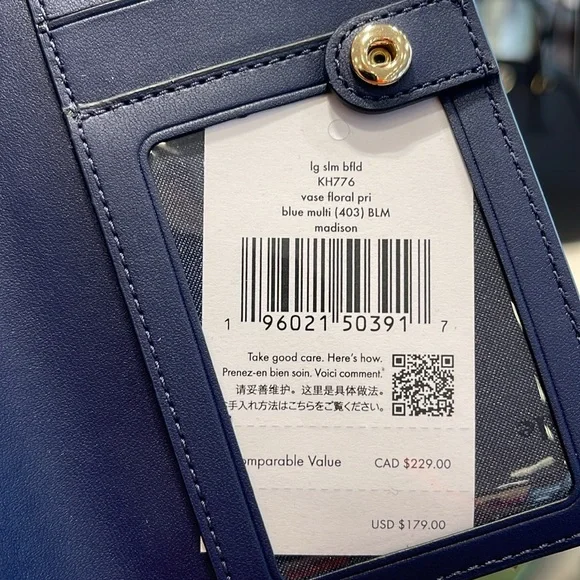 lg slm bfld
KH776
vase floral pri
blue multi (403) BLM
madison
1 96021 50391 7
Take good care. Here's how.
Prenez-en bien soin. Voici comment.
请妥善维护。这里是具体做法。
手入れ方法はこちらをご覧ください。
Value CAD $229.00
USD $179.00